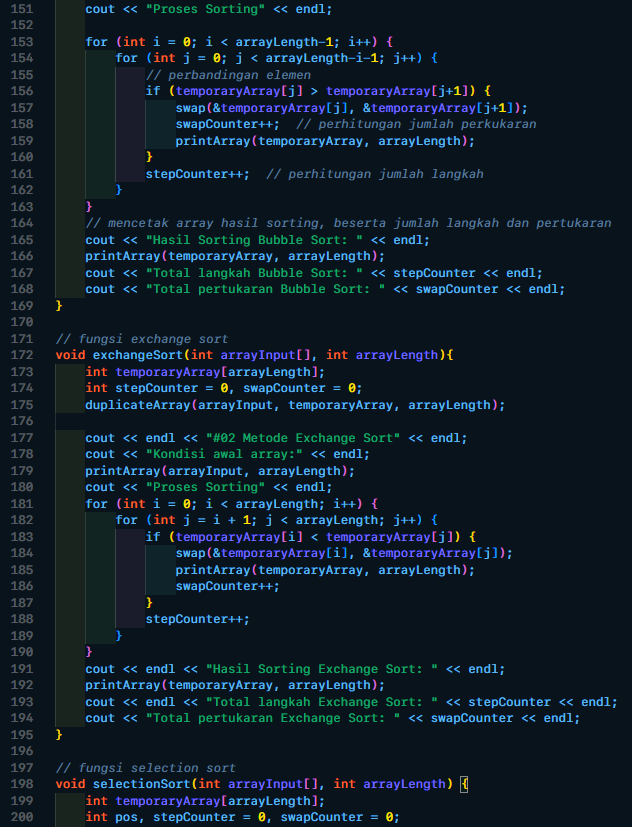 151 cout << "Proses Sorting" << endl;
152
153 for (int i = 0; i < arrayLength-1; i++) {
154 for (int j = 0; j < arrayLength-i-1; j++) {
155 // perbandingan elemen
156 if (temporaryArray[j] > temporaryArray[j+1]) {
157 swap(&temporaryArray[j], &temporaryArray[j+1]);
158 swapCounter++; // perhitungan jumlah perkukaran
159 printArray(temporaryArray, arrayLength);
160 }
161 stepCounter++; // perhitungan jumlah langkah
162 }
163 }
164 // mencetak array hasil sorting, beserta jumlah langkah dan pertukaran
165 cout << "Hasil Sorting Bubble Sort: " << endl;
166 printArray(temporaryArray, arrayLength);
167 cout << "Total langkah Bubble Sort: " << stepCounter << endl;
168 cout << "Total pertukaran Bubble Sort: " << swapCounter << endl;
169 }
170
171 // fungsi exchange sort
172 void exchangeSort(int arrayInput[], int arrayLength){
173 int temporaryArray[arrayLength];
174 int stepCounter = 0, swapCounter = 0;
175 duplicateArray(arrayInput, temporaryArray, arrayLength);
176
177 cout << endl << "#02 Metode Exchange Sort" << endl;
178 cout << "Kondisi awal array:" << endl;
179 printArray(arrayInput, arrayLength);
180 cout << "Proses Sorting" << endl;
181 for (int i = 0; i < arrayLength; i++) {
182 for (int j = i + 1; j < arrayLength; j++) {
183 if (temporaryArray[i] < temporaryArray[j]) {
184 swap(&temporaryArray[i], &temporaryArray[j]);
185 printArray(temporaryArray, arrayLength);
186 swapCounter++;
187 }
188 stepCounter++;
189 }
190 }
191 cout << endl << "Hasil Sorting Exchange Sort: " << endl;
192 printArray(temporaryArray, arrayLength);
193 cout << endl << "Total langkah Exchange Sort: " << stepCounter << endl;
194 cout << "Total pertukaran Exchange Sort: " << swapCounter << endl;
195 }
196
197 // fungsi selection sort
198 void selectionSort(int arrayInput[], int arrayLength) {
199 int temporaryArray[arrayLength];
200 int pos, stepCounter = 0, swapCounter = 0;